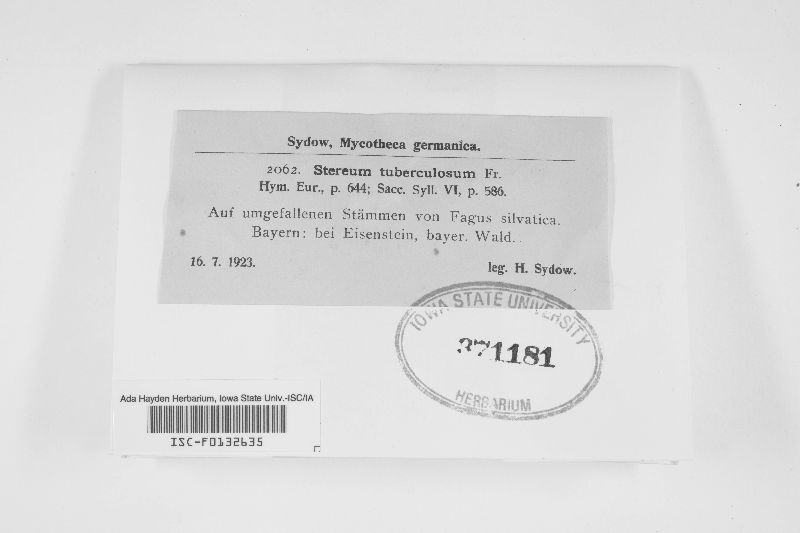 Sydow, Mycotheca germanica.
2062. Stereum tuberculosum Fr.
Hym. Eur., p. 644; Sacc. Syll. VI, p. 586.
Auf umgefallenen Stämmen von Fagus silvatica.
Bayern: bei Eisenstein, bayer. Wald.
16. 7. 1923. leg. H. Sydow.
IOWA STATE UNIVERSITY
371181
HERBARIUM
Ada Hayden Herbarium, Iowa State Univ.-ISC/IA
ISC-F0132635